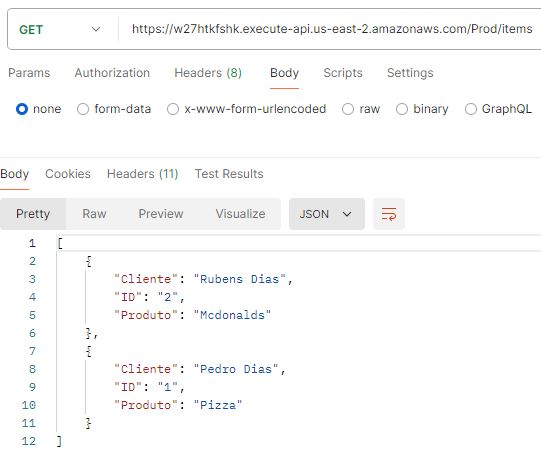 GET https://w27htkfshk.execute-api.us-east-2.amazonaws.com/Prod/items
Params Authorization Headers (8) Body Scripts Settings
none form-data x-www-form-urlencoded raw binary GraphQL
Body Cookies Headers (11) Test Results
Pretty Raw Preview Visualize JSON
1 [
2 {
3 "Cliente": "Rubens Dias",
4 "ID": "2",
5 "Produto": "Mcdonalds"
6 },
7 {
8 "Cliente": "Pedro Dias",
9 "ID": "1",
10 "Produto": "Pizza"
11 }
12 ]